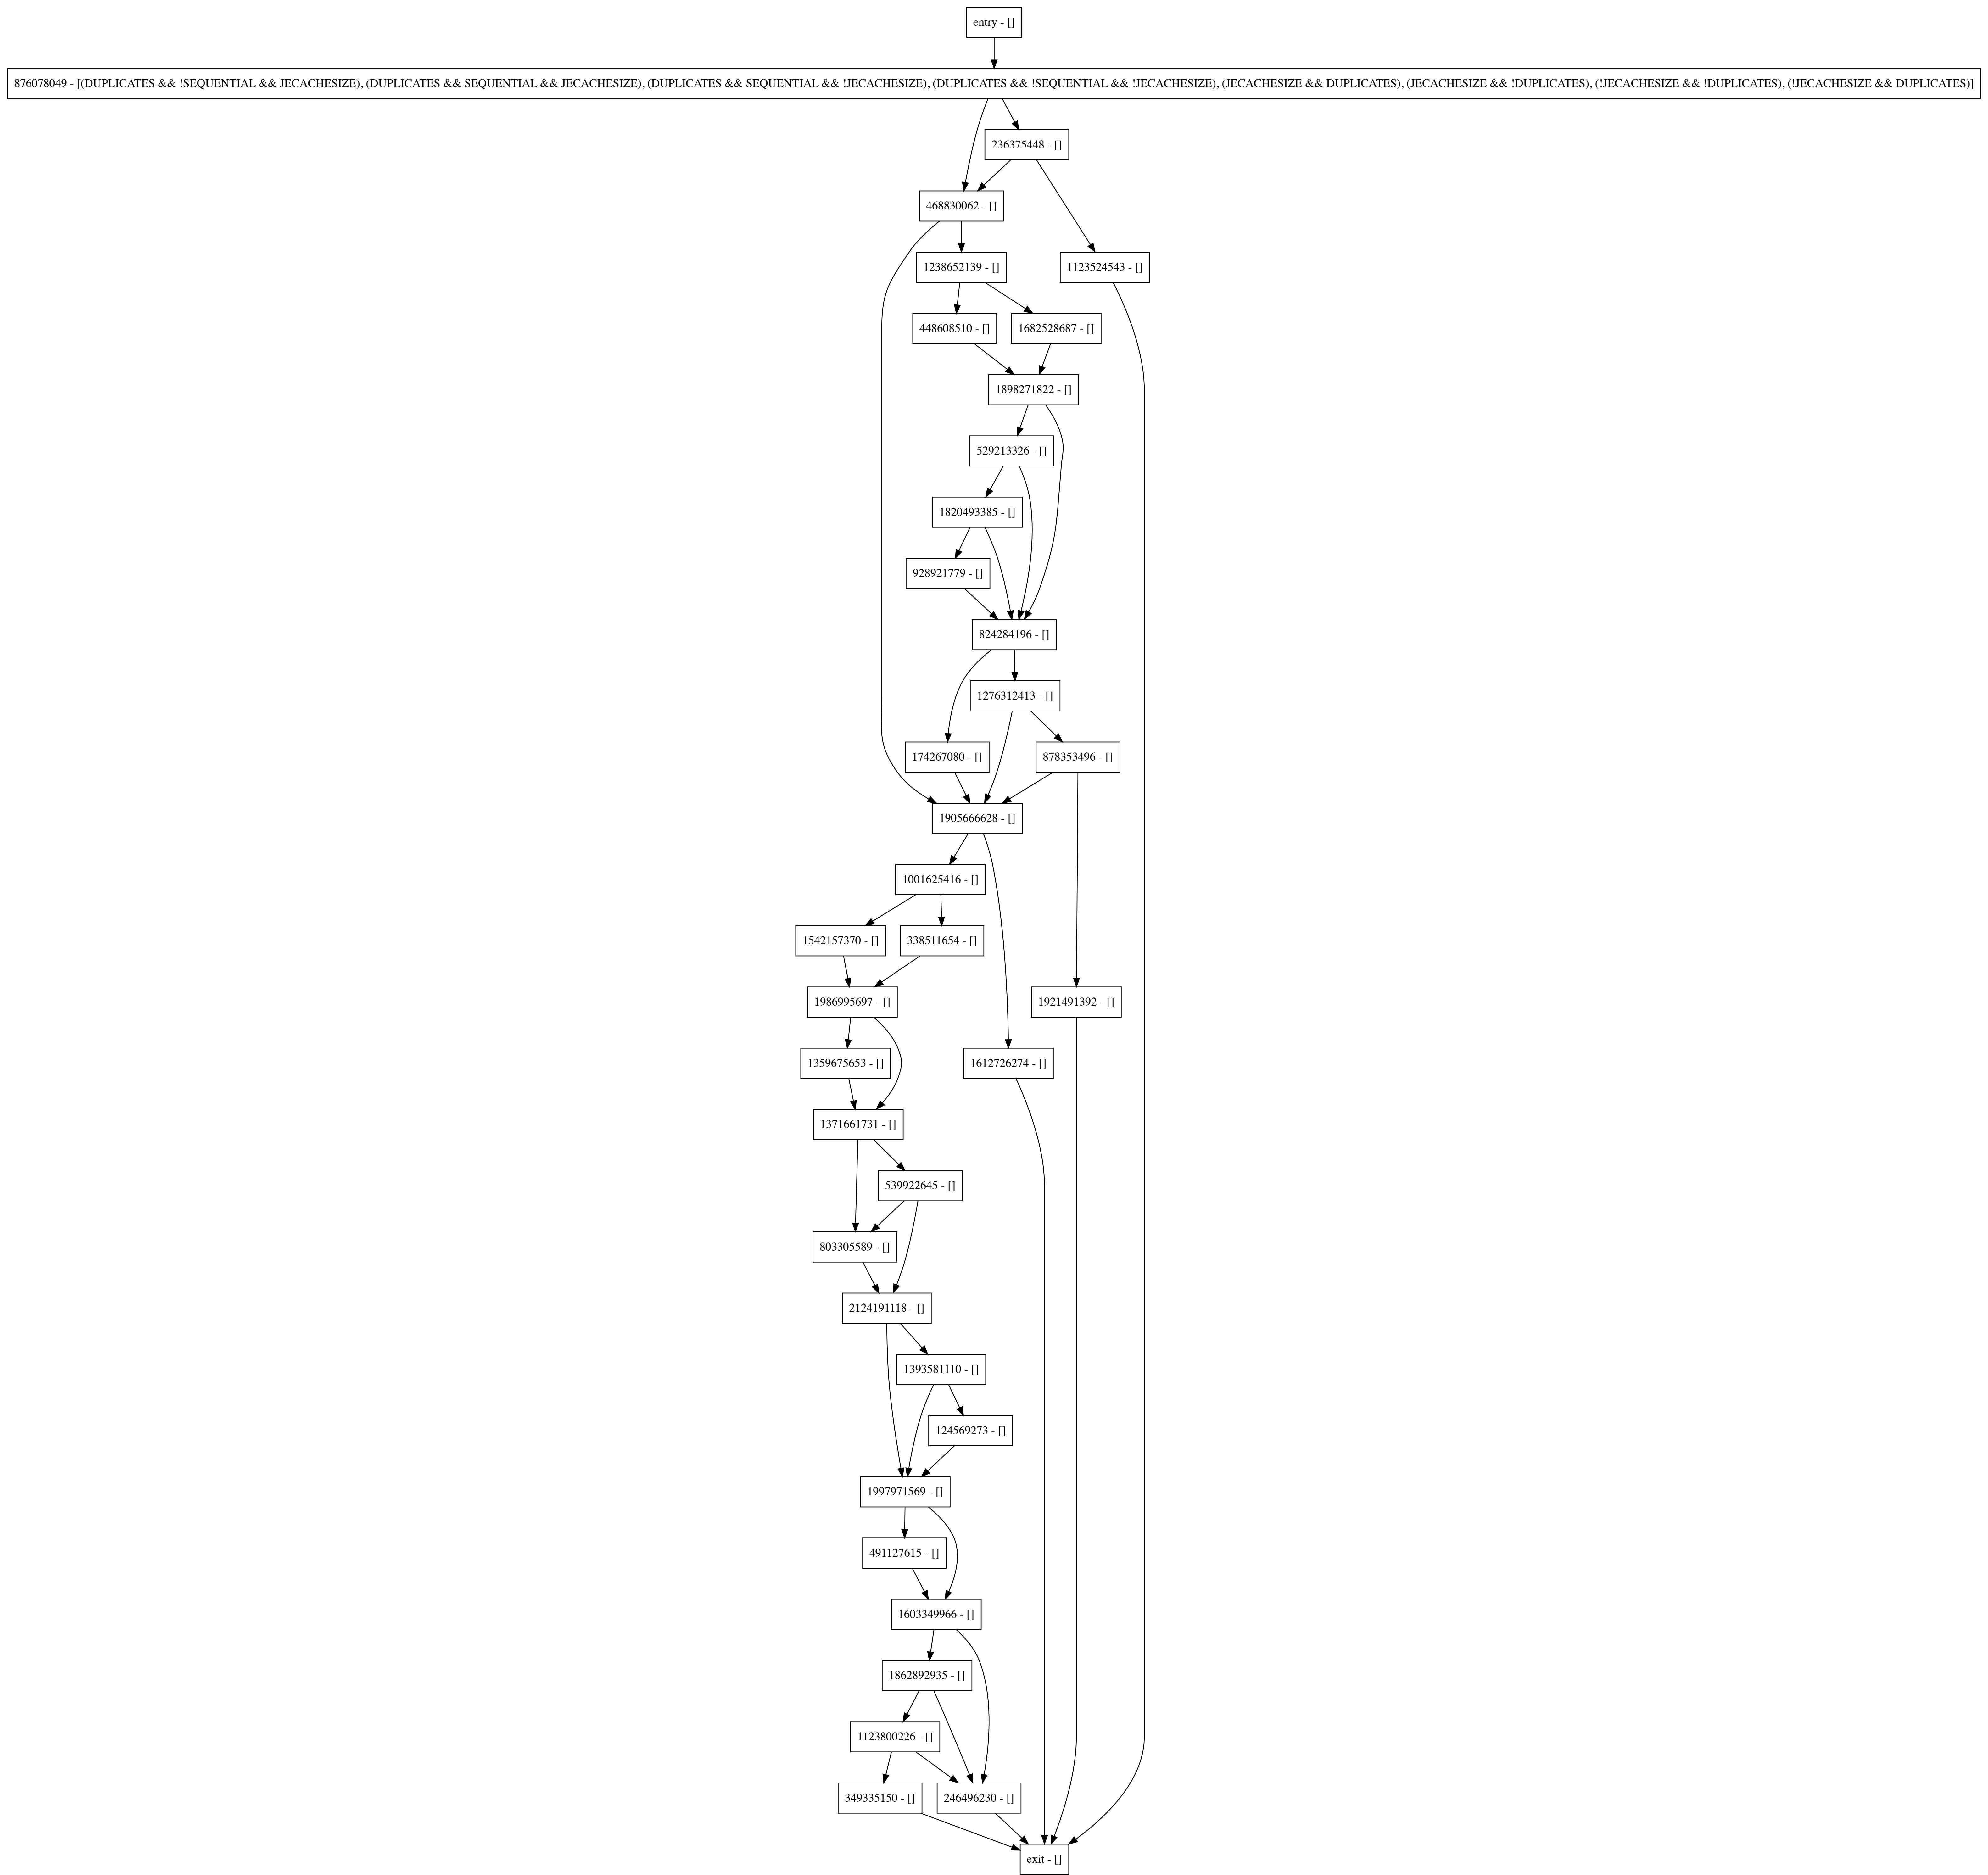 entry - []
876078049 - [(DUPLICATES && !SEQUENTIAL && JECACHESIZE), (DUPLICATES && SEQUENTIAL && JECACHESIZE), (DUPLICATES && SEQUENTIAL && !JECACHESIZE), (DUPLICATES && !SEQUENTIAL && !JECACHESIZE), (JECACHESIZE && DUPLICATES), (JECACHESIZE && !DUPLICATES), (!JECACHESIZE && !DUPLICATES), (!JECACHESIZE && DUPLICATES)]
236375448 - []
468830062 - []
1238652139 - []
1123524543 - []
448608510 - []
1682528687 - []
1898271822 - []
529213326 - []
1820493385 - []
928921779 - []
824284196 - []
1276312413 - []
174267080 - []
878353496 - []
1905666628 - []
1001625416 - []
1542157370 - []
338511654 - []
1986995697 - []
1921491392 - []
1359675653 - []
1612726274 - []
1371661731 - []
539922645 - []
803305589 - []
2124191118 - []
1393581110 - []
124569273 - []
1997971569 - []
491127615 - []
1603349966 - []
1862892935 - []
1123800226 - []
349335150 - []
246496230 - []
exit - []